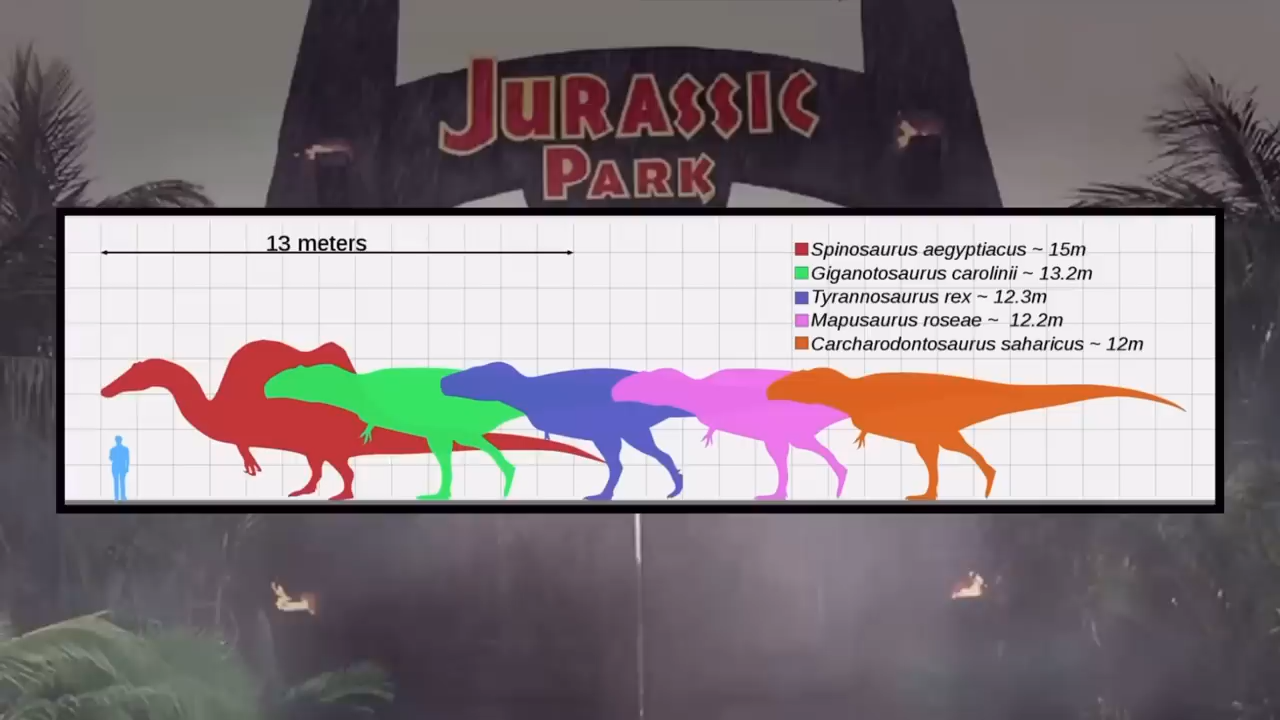 JURASSIC
PARK
13 meters
Spinosaurus aegyptiacus ~ 15m
Giganotosaurus carolinii ~ 13.2m
Tyrannosaurus rex ~ 12.3m
Mapusaurus roseae ~  12.2m
Carcharodontosaurus saharicus ~ 12m